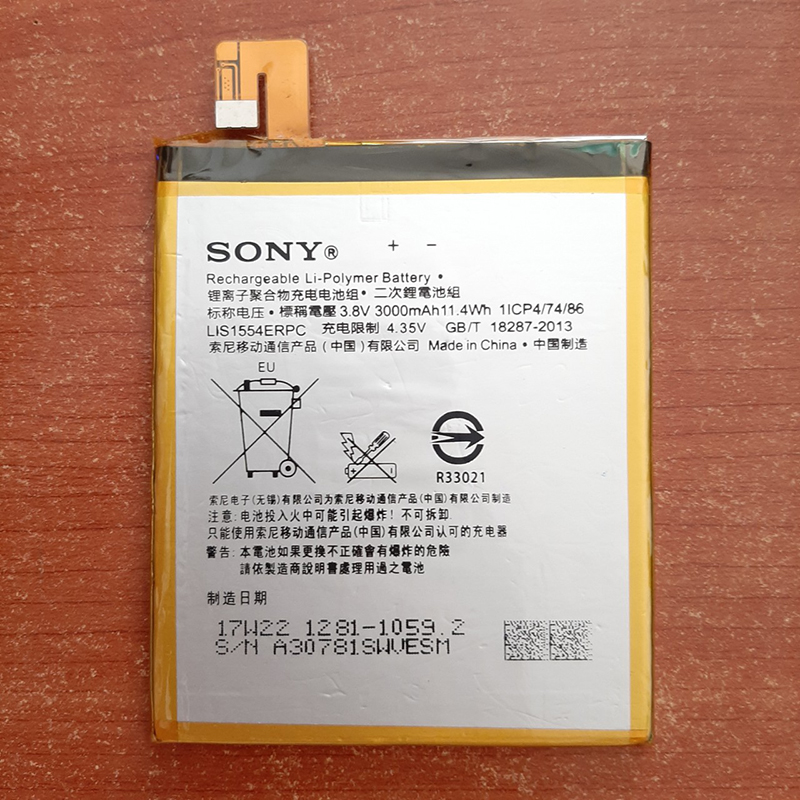 SONY® + −
Rechargeable Li-Polymer Battery •
锂离子聚合物充电电池组 • 二次鋰電池組
标称电压 • 標稱電壓 3.8V 3000mAh11.4Wh 1ICP4/74/86
LIS1554ERPC 充电限制 4.35V GB/T 18287-2013
索尼移动通信产品(中国)有限公司 Made in China • 中国制造
EU
R33021
索尼电子(无锡)有限公司为索尼移动通信产品(中国)有限公司制造
注意: 电池投入火中可能引起爆炸! 不可拆卸.
只能使用索尼移动通信产品(中国)有限公司认可的充电器
警告: 本電池如果更換不正確會有爆炸的危險
請依製造商說明書處理用過之電池
制造日期
17W22 1281-1059.2
S/N A30781SWVESM